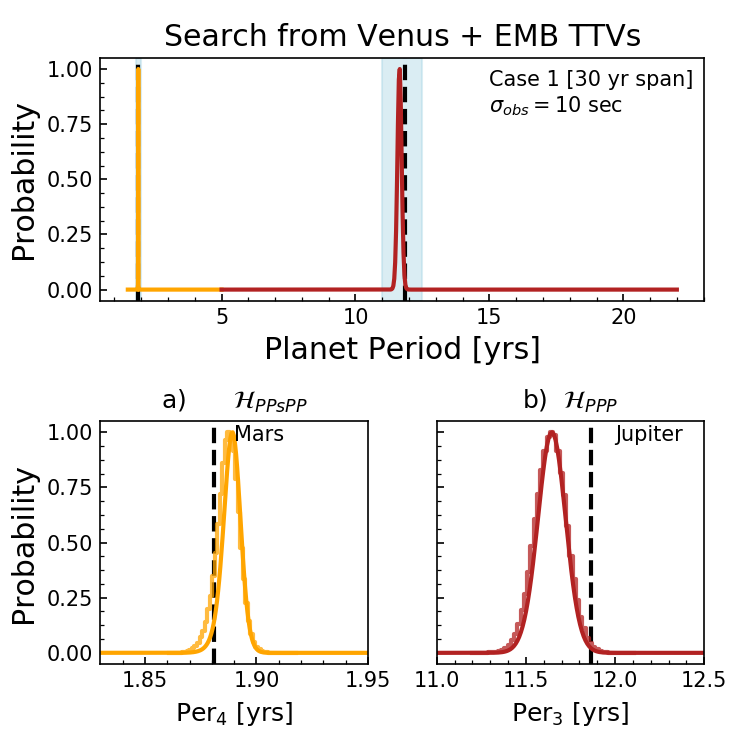 Search from Venus + EMB TTVs
Case 1 [30 yr span]
σ_obs = 10 sec
Probability
1.00
0.75
0.50
0.25
0.00
5 10 15 20
Planet Period [yrs]
a) ℋ_PPsPP
Mars
Probability
1.00
0.75
0.50
0.25
0.00
1.85 1.90 1.95
Per₄ [yrs]
b) ℋ_PPP
Jupiter
11.0 11.5 12.0 12.5
Per₃ [yrs]